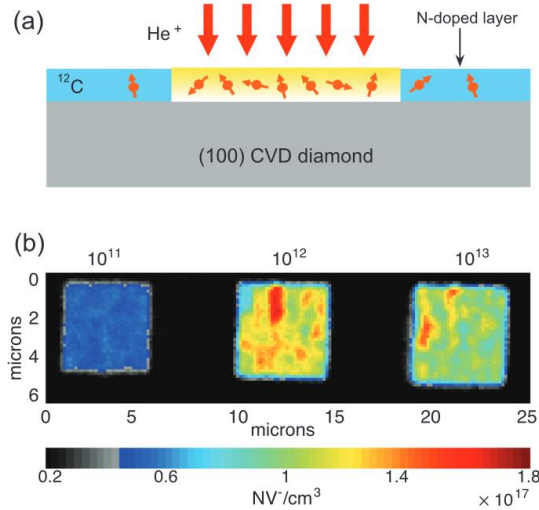 (a)
He⁺
N-doped layer
¹²C
(100) CVD diamond
(b)
10¹¹ 10¹² 10¹³
0
2
4
6
microns
0 5 10 15 20 25
microns
0.2 0.6 1 1.4 1.8
NV⁻/cm³
× 10¹⁷